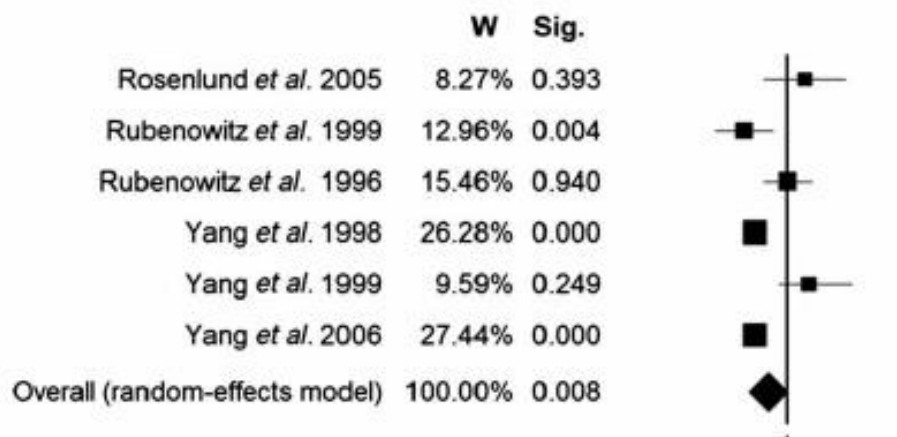 W Sig.
Rosenlund et al. 2005 8.27% 0.393
Rubenowitz et al. 1999 12.96% 0.004
Rubenowitz et al. 1996 15.46% 0.940
Yang et al. 1998 26.28% 0.000
Yang et al. 1999 9.59% 0.249
Yang et al. 2006 27.44% 0.000
Overall (random-effects model) 100.00% 0.008